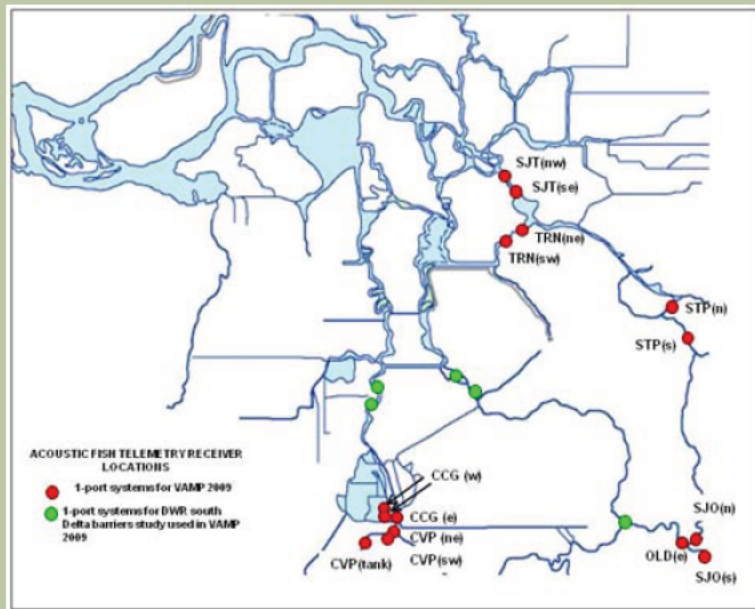 SJT(nw)
SJT(se)
TRN(ne)
TRN(sw)
STP(n)
STP(s)
ACOUSTIC FISH TELEMETRY RECEIVER
LOCATIONS
1-port systems for VAMP 2009
1-port systems for DWR south
Delta barriers study used in VAMP
2009
CCG (w)
CCG (e)
CVP (ne)
CVP(sw)
CVP(tank)
SJO(n)
OLD(e)
SJO(s)